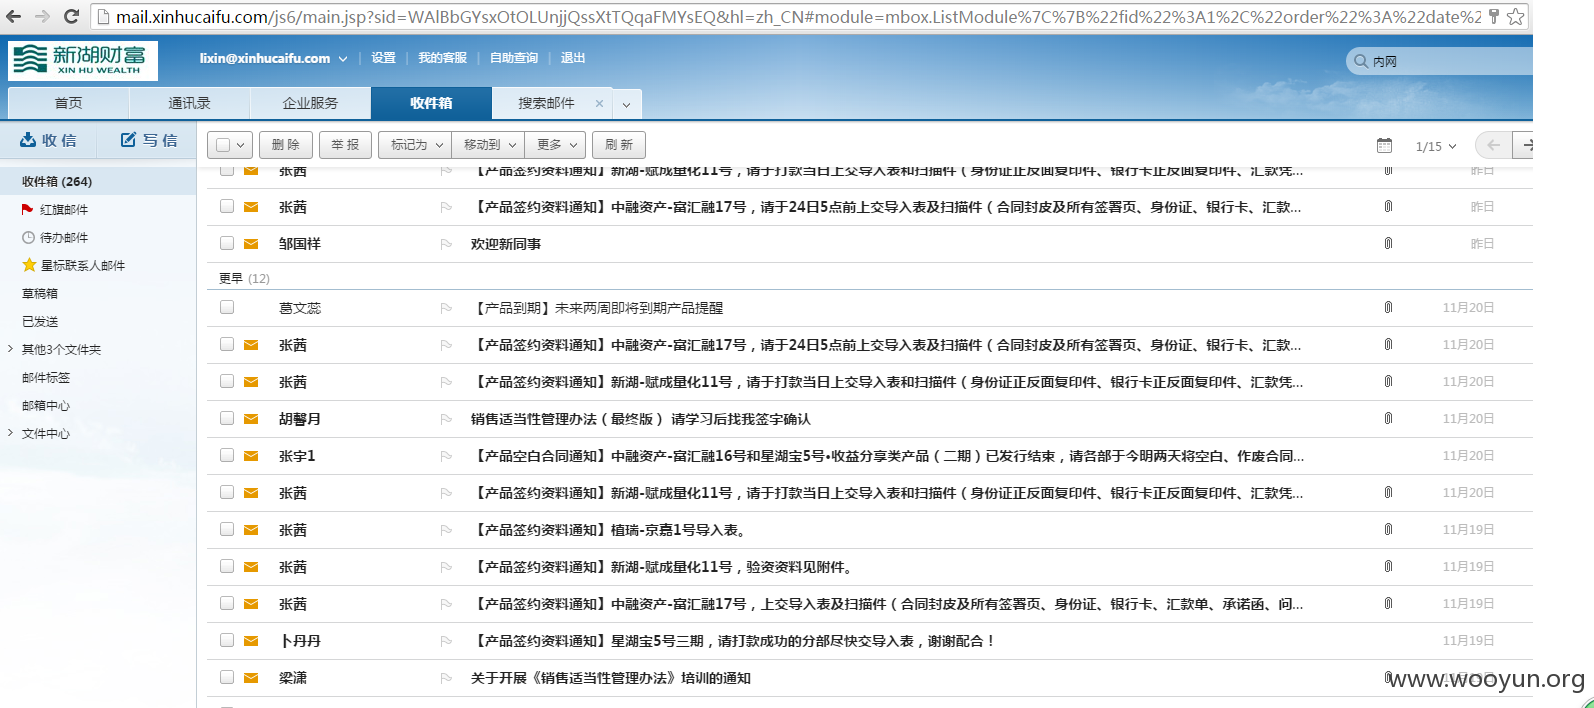 mail.xinhucaifu.com/js6/main.jsp?sid=WAlBbGYsxOtOLUnjjQssXtTQqaFMYsEQ&hl=zh_CN#module=mbox.ListModule%7C%7B%22fid%22%3A1%2C%22order%22%3A%22date%2
新湖财富
XIN HU WEALTH
lixin@xinhucaifu.com 设置 我的客服 自助查询 退出
内网
首页 通讯录 企业服务 收件箱 搜索邮件 ×
收信 写信
删 除 举 报 标记为 移动到 更多 刷 新 1/15
收件箱 (264)
红旗邮件
待办邮件
星标联系人邮件
草稿箱
已发送
其他3个文件夹
邮件标签
邮箱中心
文件中心
张茜 【产品签约资料通知】新湖-赋成量化11号，请于打款当日上交导入表和扫描件（身份证正反面复印件、银行卡正反面复印件、汇款凭... 昨日
张茜 【产品签约资料通知】中融资产-富汇融17号，请于24日5点前上交导入表及扫描件（合同封皮及所有签署页、身份证、银行卡、汇款... 昨日
邹国祥 欢迎新同事 昨日
更早 (12)
葛文蕊 【产品到期】未来两周即将到期产品提醒 11月20日
张茜 【产品签约资料通知】中融资产-富汇融17号，请于24日5点前上交导入表及扫描件（合同封皮及所有签署页、身份证、银行卡、汇款... 11月20日
张茜 【产品签约资料通知】新湖-赋成量化11号，请于打款当日上交导入表和扫描件（身份证正反面复印件、银行卡正反面复印件、汇款凭... 11月20日
胡馨月 销售适当性管理办法（最终版） 请学习后找我签字确认 11月20日
张宇1 【产品空白合同通知】中融资产-富汇融16号和星湖宝5号•收益分享类产品（二期）已发行结束，请各部于今明两天将空白、作废合同... 11月20日
张茜 【产品签约资料通知】新湖-赋成量化11号，请于打款当日上交导入表和扫描件（身份证正反面复印件、银行卡正反面复印件、汇款凭... 11月20日
张茜 【产品签约资料通知】植瑞-京嘉1号导入表。 11月19日
张茜 【产品签约资料通知】新湖-赋成量化11号，验资资料见附件。 11月19日
张茜 【产品签约资料通知】中融资产-富汇融17号，上交导入表及扫描件（合同封皮及所有签署页、身份证、银行卡、汇款单、承诺函、问... 11月19日
卜丹丹 【产品签约资料通知】星湖宝5号三期，请打款成功的分部尽快交导入表，谢谢配合！ 11月19日
梁潇 关于开展《销售适当性管理办法》培训的通知
www.wooyun.org